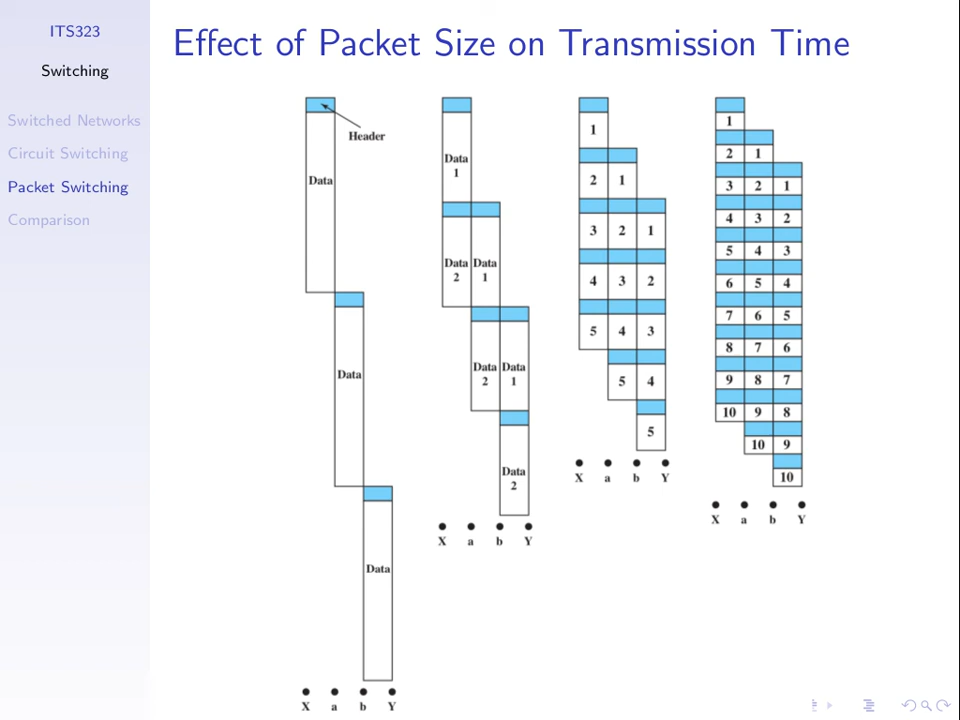 ITS323
Switching
Switched Networks
Circuit Switching
Packet Switching
Comparison
Effect of Packet Size on Transmission Time
Header
Data
Data
Data
X a b Y
Data
1
Data Data
2 1
Data Data
2 1
Data
2
X a b Y
1
2 1
3 2 1
4 3 2
5 4 3
5 4
5
X a b Y
1
2 1
3 2 1
4 3 2
5 4 3
6 5 4
7 6 5
8 7 6
9 8 7
10 9 8
10 9
10
X a b Y